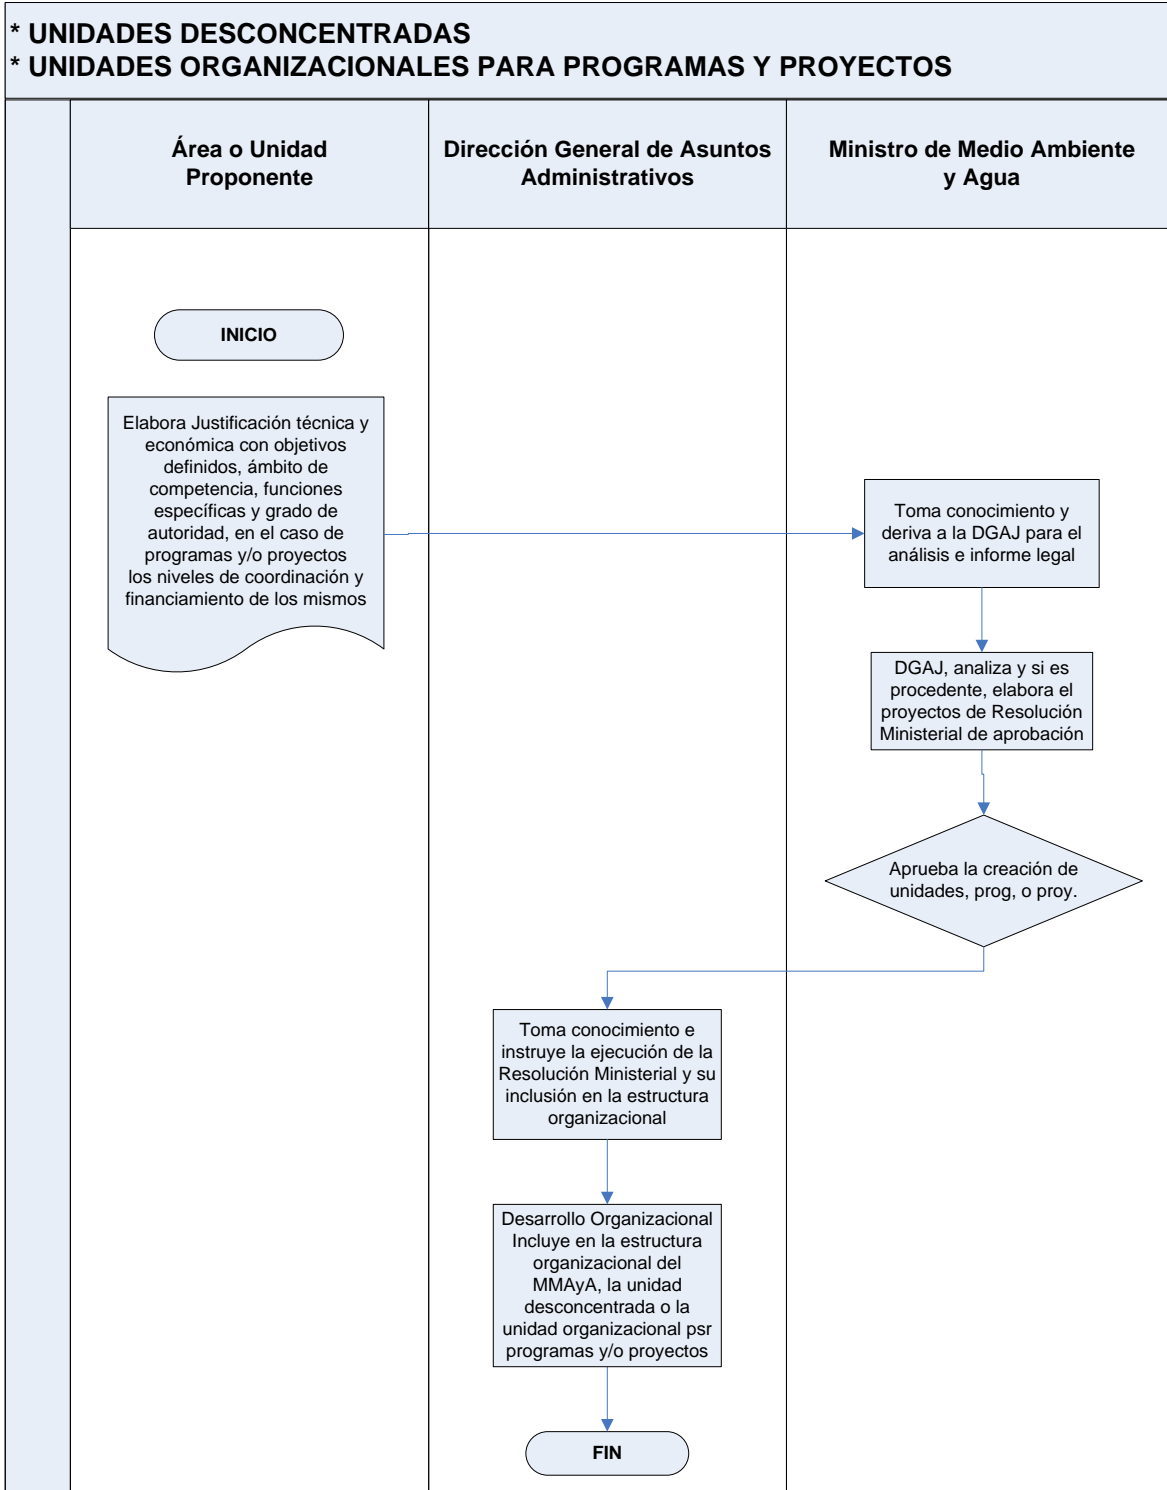 * UNIDADES DESCONCENTRADAS
* UNIDADES ORGANIZACIONALES PARA PROGRAMAS Y PROYECTOS
Área o Unidad
Proponente
Dirección General de Asuntos
Administrativos
Ministro de Medio Ambiente
y Agua
INICIO
Elabora Justificación técnica y
económica con objetivos
definidos, ámbito de
competencia, funciones
específicas y grado de
autoridad, en el caso de
programas y/o proyectos
los niveles de coordinación y
financiamiento de los mismos
Toma conocimiento y
deriva a la DGAJ para el
análisis e informe legal
DGAJ, analiza y si es
procedente, elabora el
proyectos de Resolución
Ministerial de aprobación
Aprueba la creación de
unidades, prog, o proy.
Toma conocimiento e
instruye la ejecución de la
Resolución Ministerial y su
inclusión en la estructura
organizacional
Desarrollo Organizacional
Incluye en la estructura
organizacional del
MMAyA, la unidad
desconcentrada o la
unidad organizacional psr
programas y/o proyectos
FIN